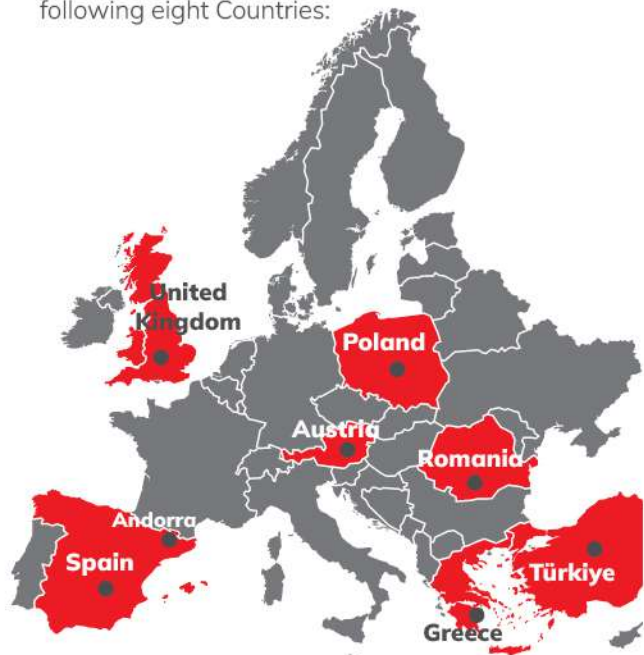 following eight Countries:
United
Kingdom
Poland
Austria
Romania
Andorra
Spain
Türkiye
Greece